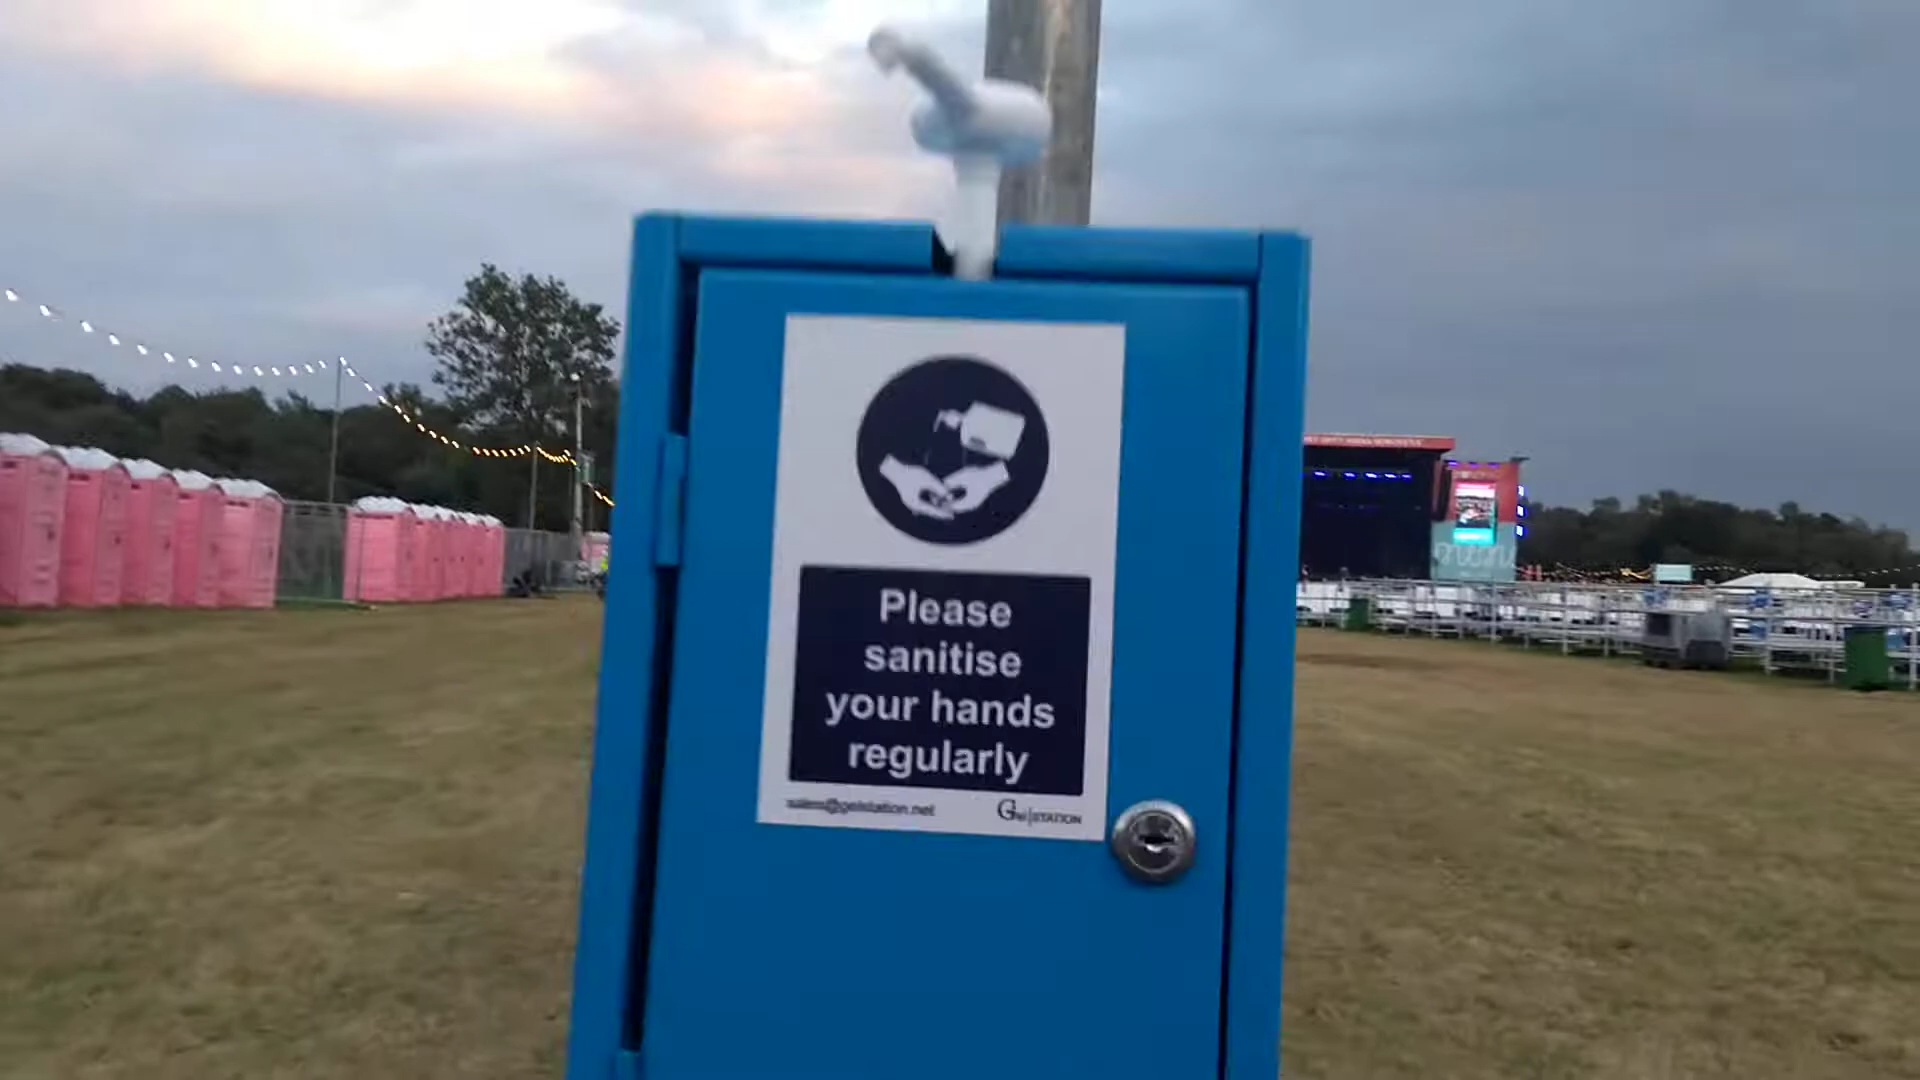 Please
sanitise
your hands
regularly
sales@gelstation.net
Gel|STATION